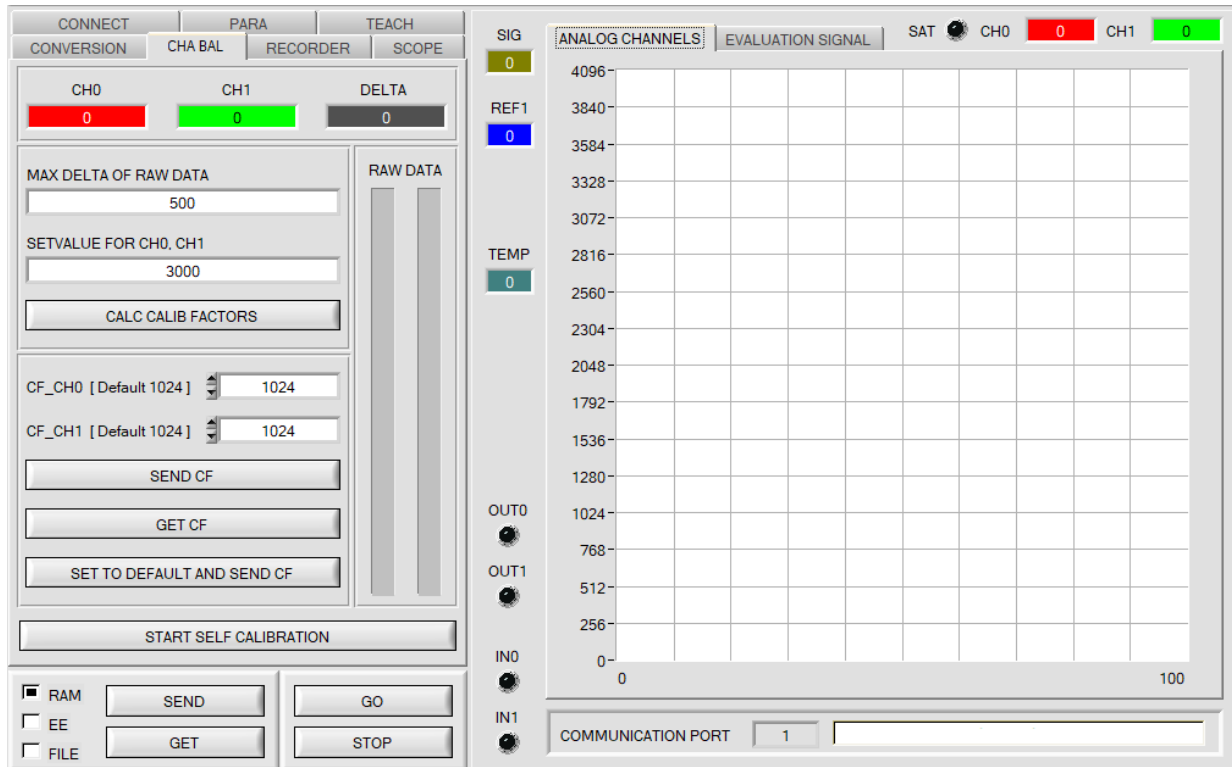 CONNECT PARA TEACH
CONVERSION CHA BAL RECORDER SCOPE
CH0 CH1 DELTA
0 0 0
MAX DELTA OF RAW DATA
500
SETVALUE FOR CH0, CH1
3000
CALC CALIB FACTORS
RAW DATA
CF_CH0 [ Default 1024 ] 1024
CF_CH1 [ Default 1024 ] 1024
SEND CF
GET CF
SET TO DEFAULT AND SEND CF
START SELF CALIBRATION
RAM
EE
FILE
SEND
GET
GO
STOP
SIG
0
REF1
0
TEMP
0
OUT0
OUT1
IN0
IN1
ANALOG CHANNELS EVALUATION SIGNAL SAT CH0 0 CH1 0
4096
3840
3584
3328
3072
2816
2560
2304
2048
1792
1536
1280
1024
768
512
256
0
0 100
COMMUNICATION PORT 1